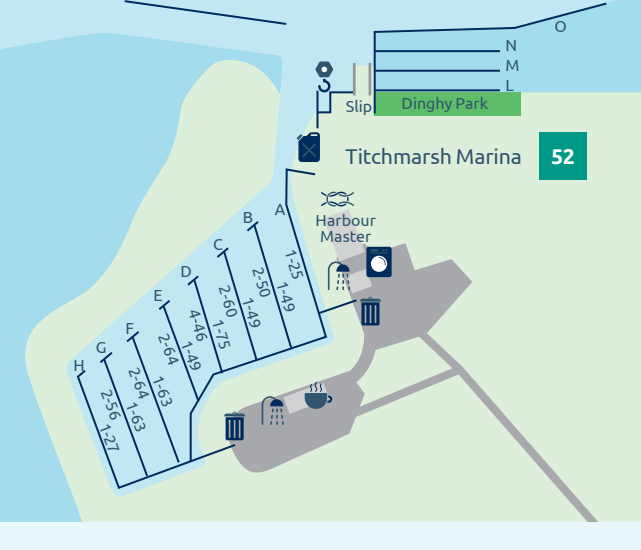 O
N
M
L
Slip
Dinghy Park
Titchmarsh Marina
52
Harbour
Master
A
B
C
D
E
F
G
H
1-25
1-49
2-50
1-49
2-60
1-75
4-46
1-49
2-64
1-63
2-64
1-63
2-56
1-27